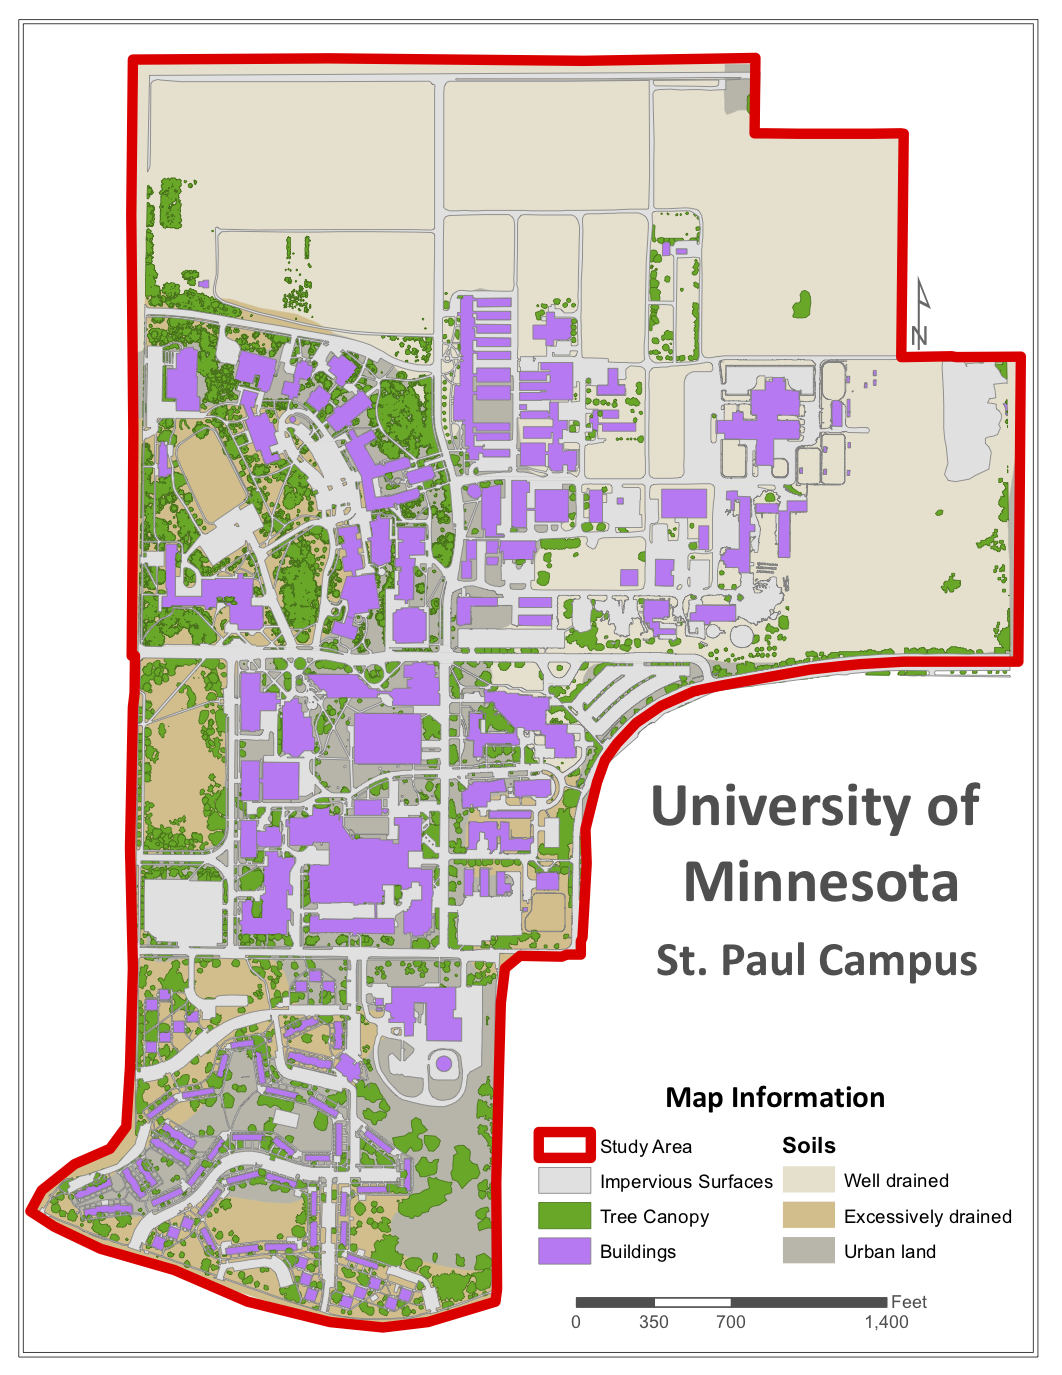 N
University of
Minnesota
St. Paul Campus
Map Information
Study Area
Impervious Surfaces
Tree Canopy
Buildings
Soils
Well drained
Excessively drained
Urban land
Feet
0 350 700 1,400